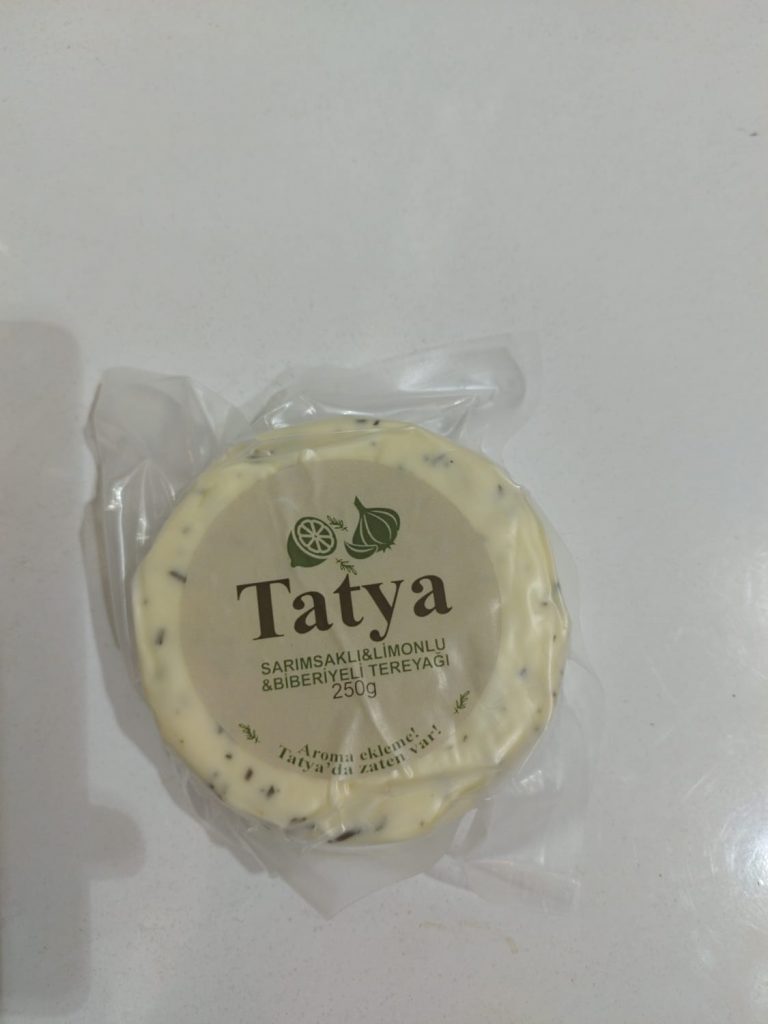 Tatya
SARIMSAKLI&LİMONLU
&BİBERİYELİ TEREYAĞI
250g
Aroma ekleme!
Tatya'da zaten var!